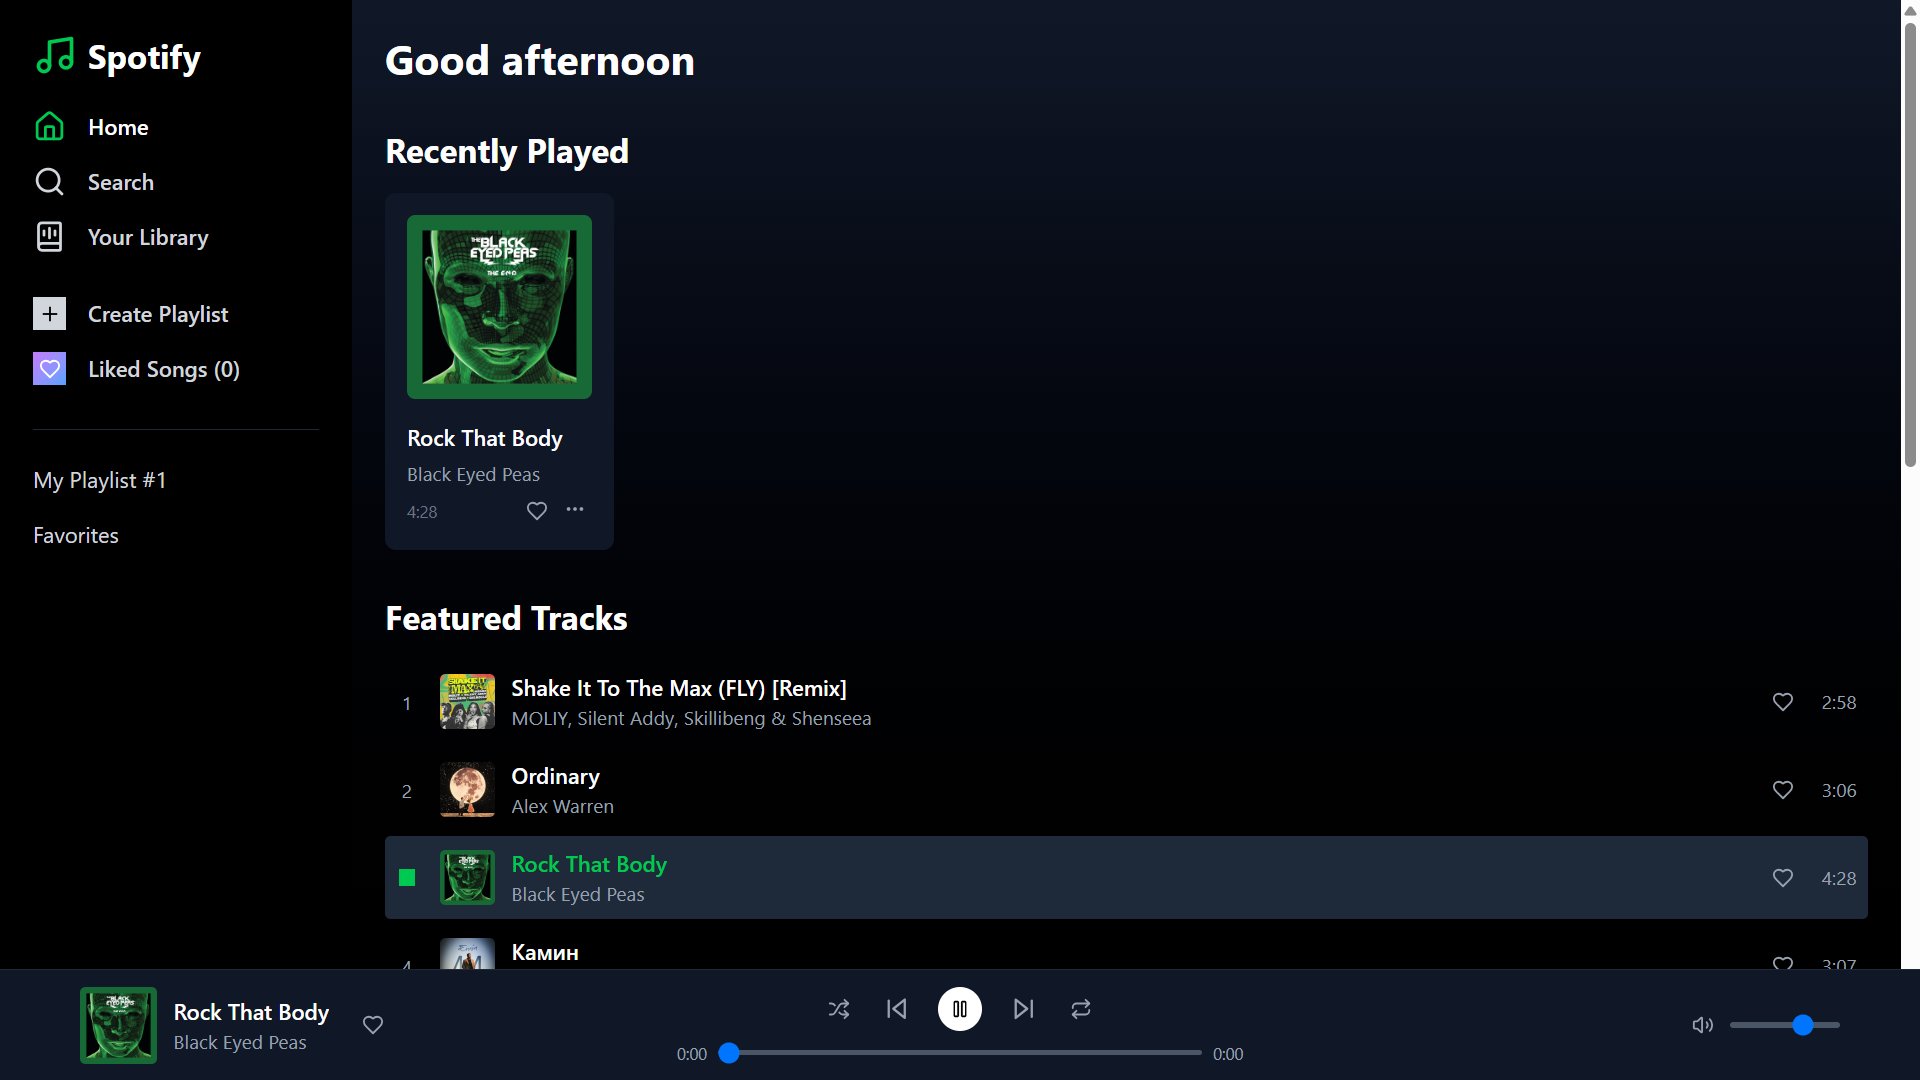 Spotify
Home
Search
Your Library
Create Playlist
Liked Songs (0)
My Playlist #1
Favorites
Good afternoon
Recently Played
THE BLACK
EYED PEAS
THE E.N.D
Rock That Body
Black Eyed Peas
4:28
Featured Tracks
1
SHAKE IT
MAX
Shake It To The Max (FLY) [Remix]
MOLIY, Silent Addy, Skillibeng & Shenseea
2:58
2
Ordinary
Alex Warren
3:06
Rock That Body
Black Eyed Peas
4:28
4
Камин
3:07
Rock That Body
Black Eyed Peas
0:00
0:00